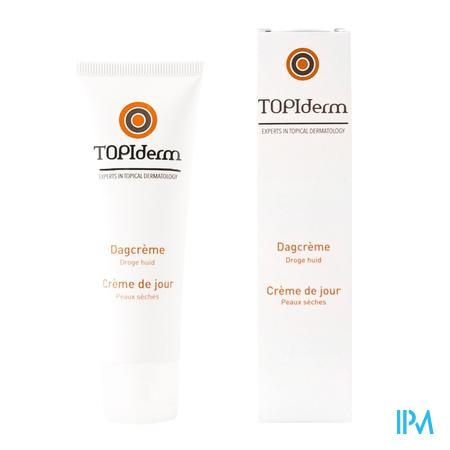 TOPIderm
EXPERTS IN TOPICAL DERMATOLOGY
Dagcrème
Droge huid
Crème de jour
Peaux sèches
TOPIderm
EXPERTS IN TOPICAL DERMATOLOGY
Dagcrème
Droge huid
Crème de jour
Peaux sèches
IPM